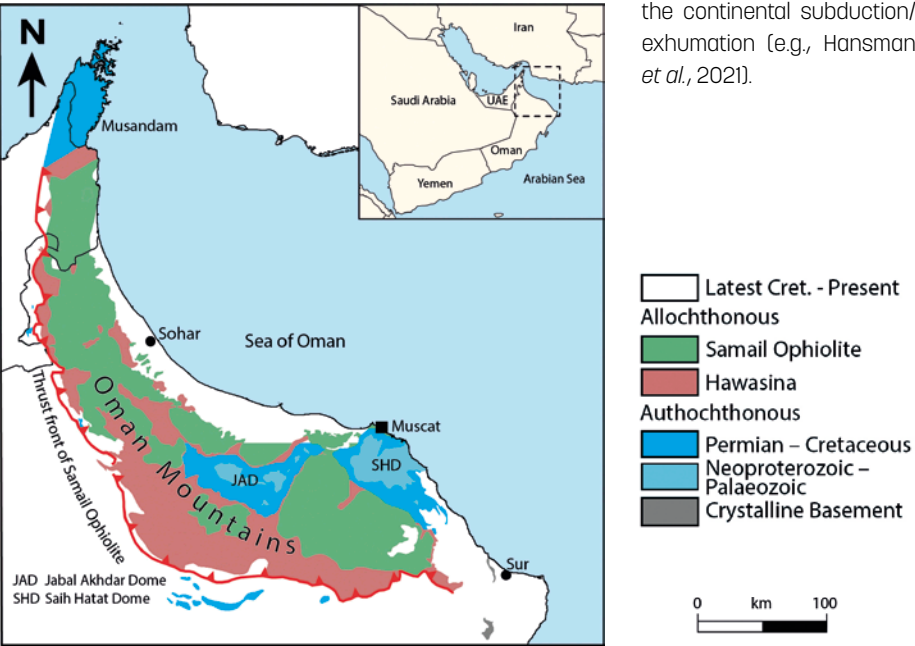 the continental subduction/
exhumation (e.g., Hansman
et al., 2021).
N
Musandam
Iran
Saudi Arabia
UAE
Oman
Yemen
Arabian Sea
Sohar
Sea of Oman
Muscat
SHD
JAD
Oman Mountains
Thrust front of Samail Ophiolite
Sur
JAD Jabal Akhdar Dome
SHD Saih Hatat Dome
Latest Cret. - Present
Allochthonous
Samail Ophiolite
Hawasina
Authochthonous
Permian – Cretaceous
Neoproterozoic –
Palaeozoic
Crystalline Basement
0 km 100